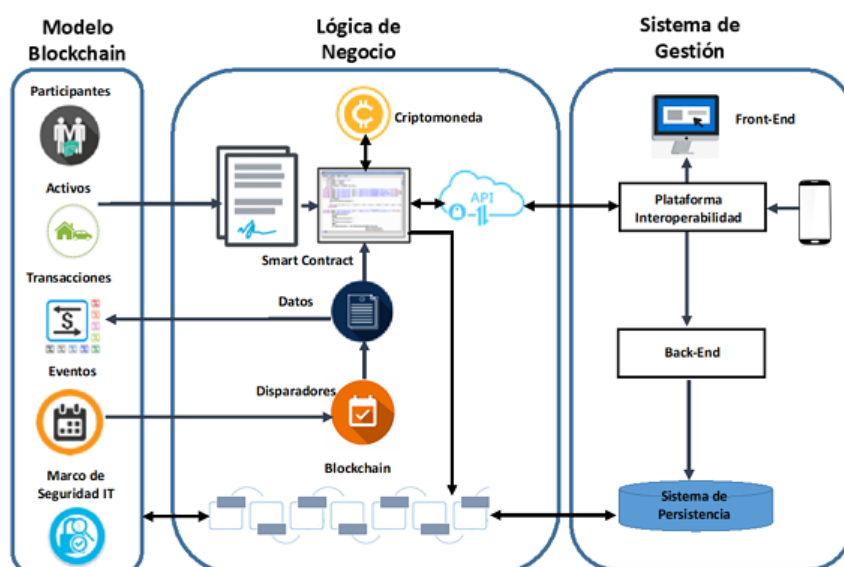 Modelo
Blockchain
Lógica de
Negocio
Sistema de
Gestión
Participantes
Activos
Transacciones
Eventos
Marco de
Seguridad IT
Criptomoneda
API
Smart Contract
Datos
Disparadores
Blockchain
Front-End
Plataforma
Interoperabilidad
Back-End
Sistema de
Persistencia